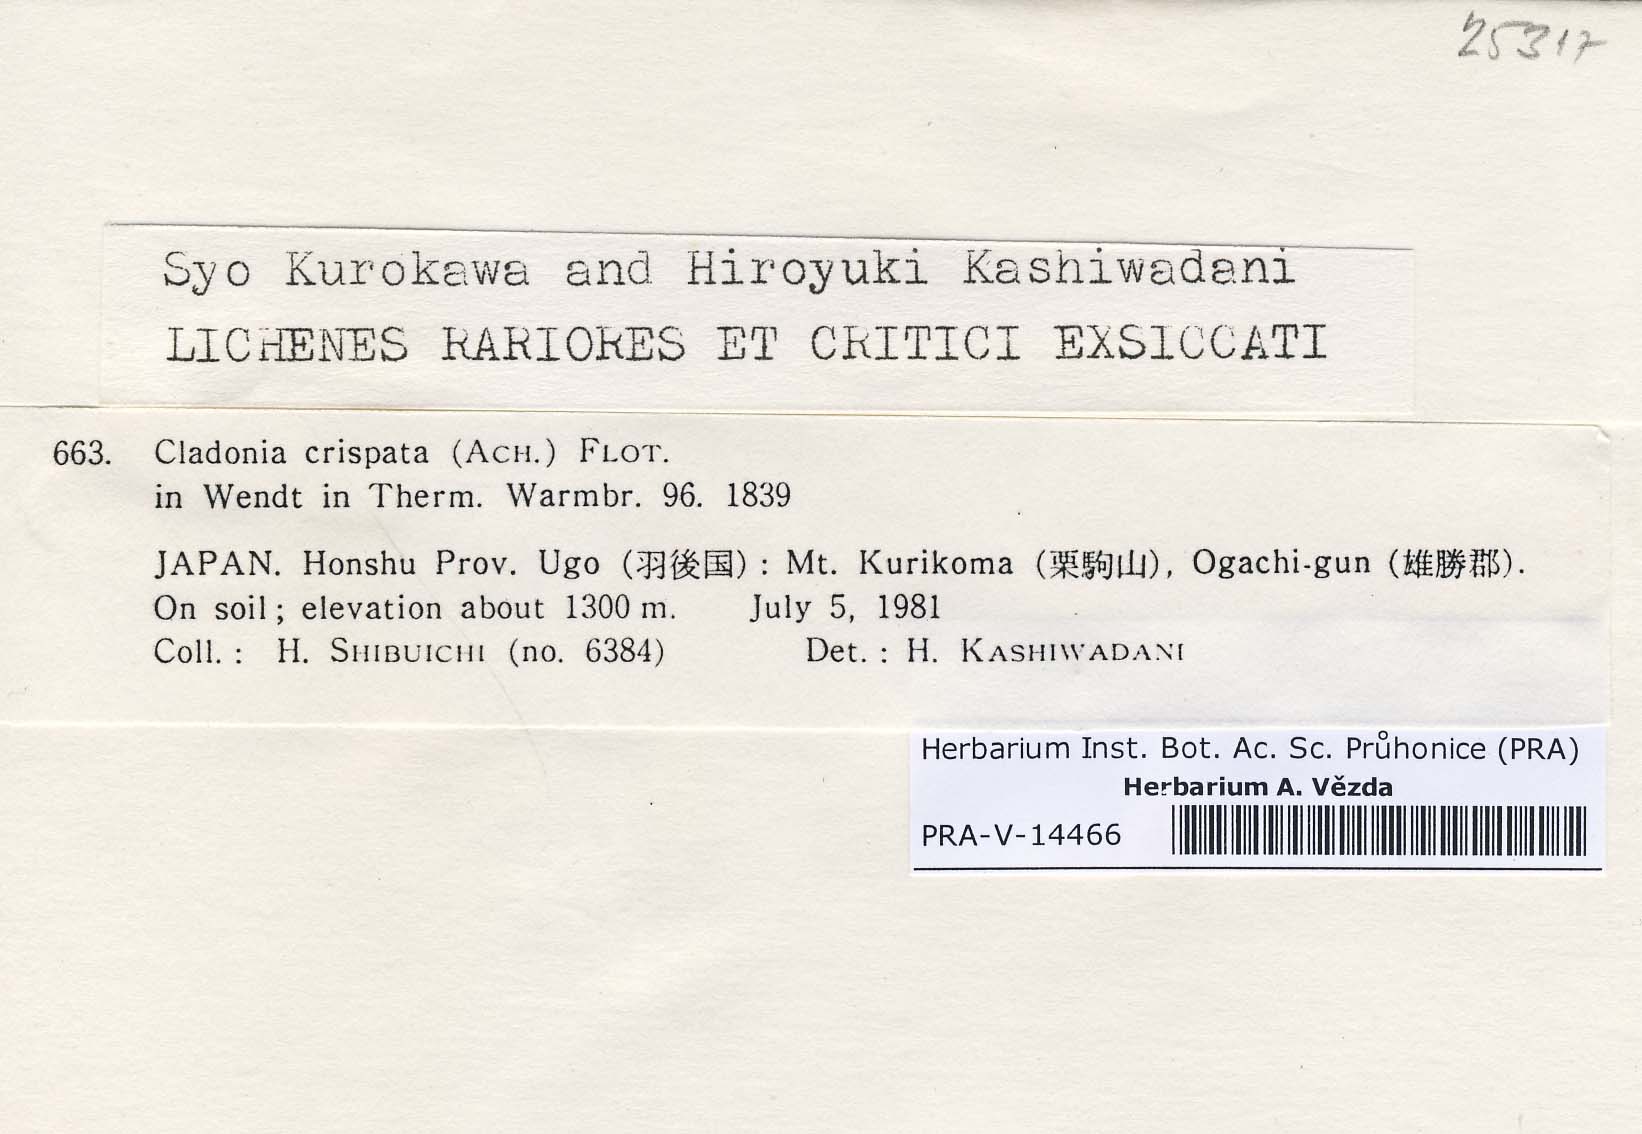 25317
Syo Kurokawa and Hiroyuki Kashiwadani
LICHENES RARIORES ET CRITICI EXSICCATI
663. Cladonia crispata (ACH.) FLOT.
in Wendt in Therm. Warmbr. 96. 1839
JAPAN. Honshu Prov. Ugo (羽後国) : Mt. Kurikoma (栗駒山), Ogachi-gun (雄勝郡).
On soil ; elevation about 1300 m. July 5, 1981
Coll. : H. SHIBUICHI (no. 6384) Det. : H. KASHIWADANI
Herbarium Inst. Bot. Ac. Sc. Průhonice (PRA)
Herbarium A. Vězda
PRA-V-14466